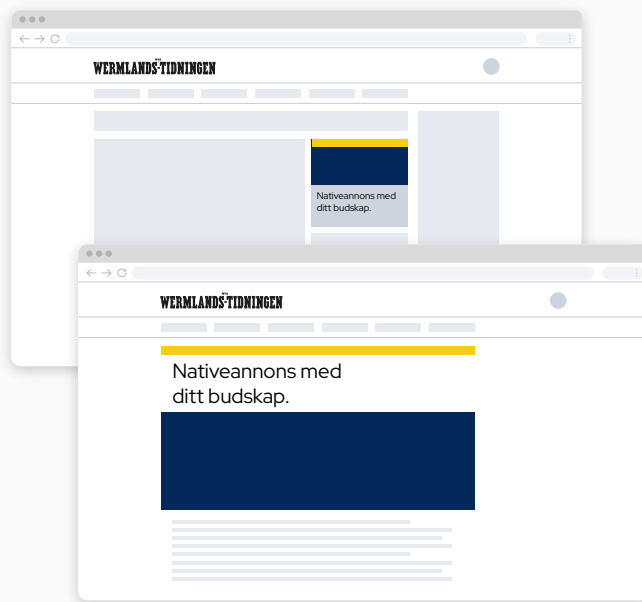 WERMLANDS-TIDNINGEN
Nativeannons med
ditt budskap.
WERMLANDS-TIDNINGEN
Nativeannons med
ditt budskap.